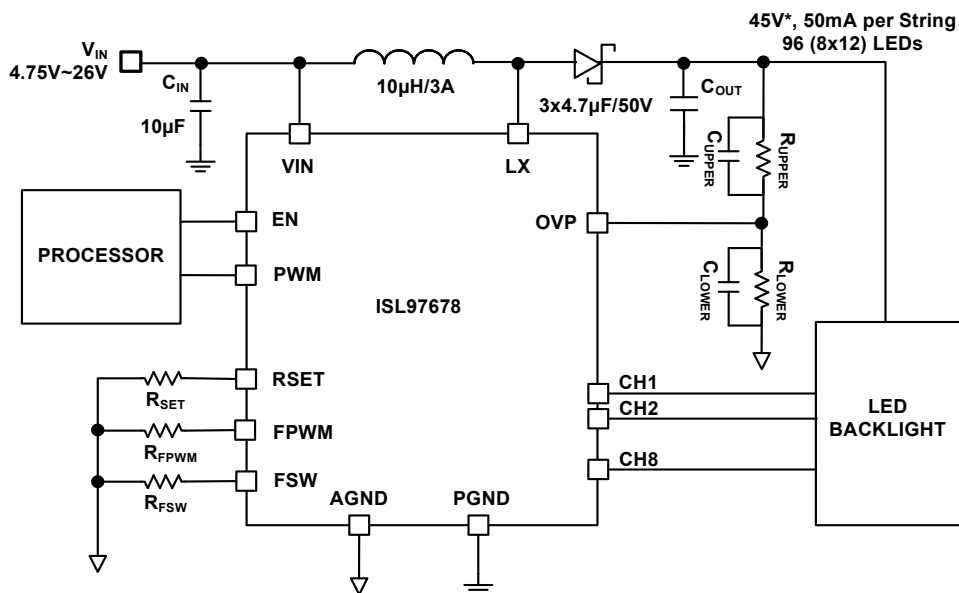 45V*, 50mA per String
96 (8x12) LEDs
VIN
4.75V~26V
CIN
10µF
10µH/3A
3x4.7µF/50V
COUT
CUPPER
RUPPER
VIN
LX
EN
OVP
PROCESSOR
PWM
CLOWER
RLOWER
ISL97678
RSET
RSET
CH1
CH2
LED
BACKLIGHT
FPWM
RFPWM
CH8
FSW
RFSW
AGND
PGND